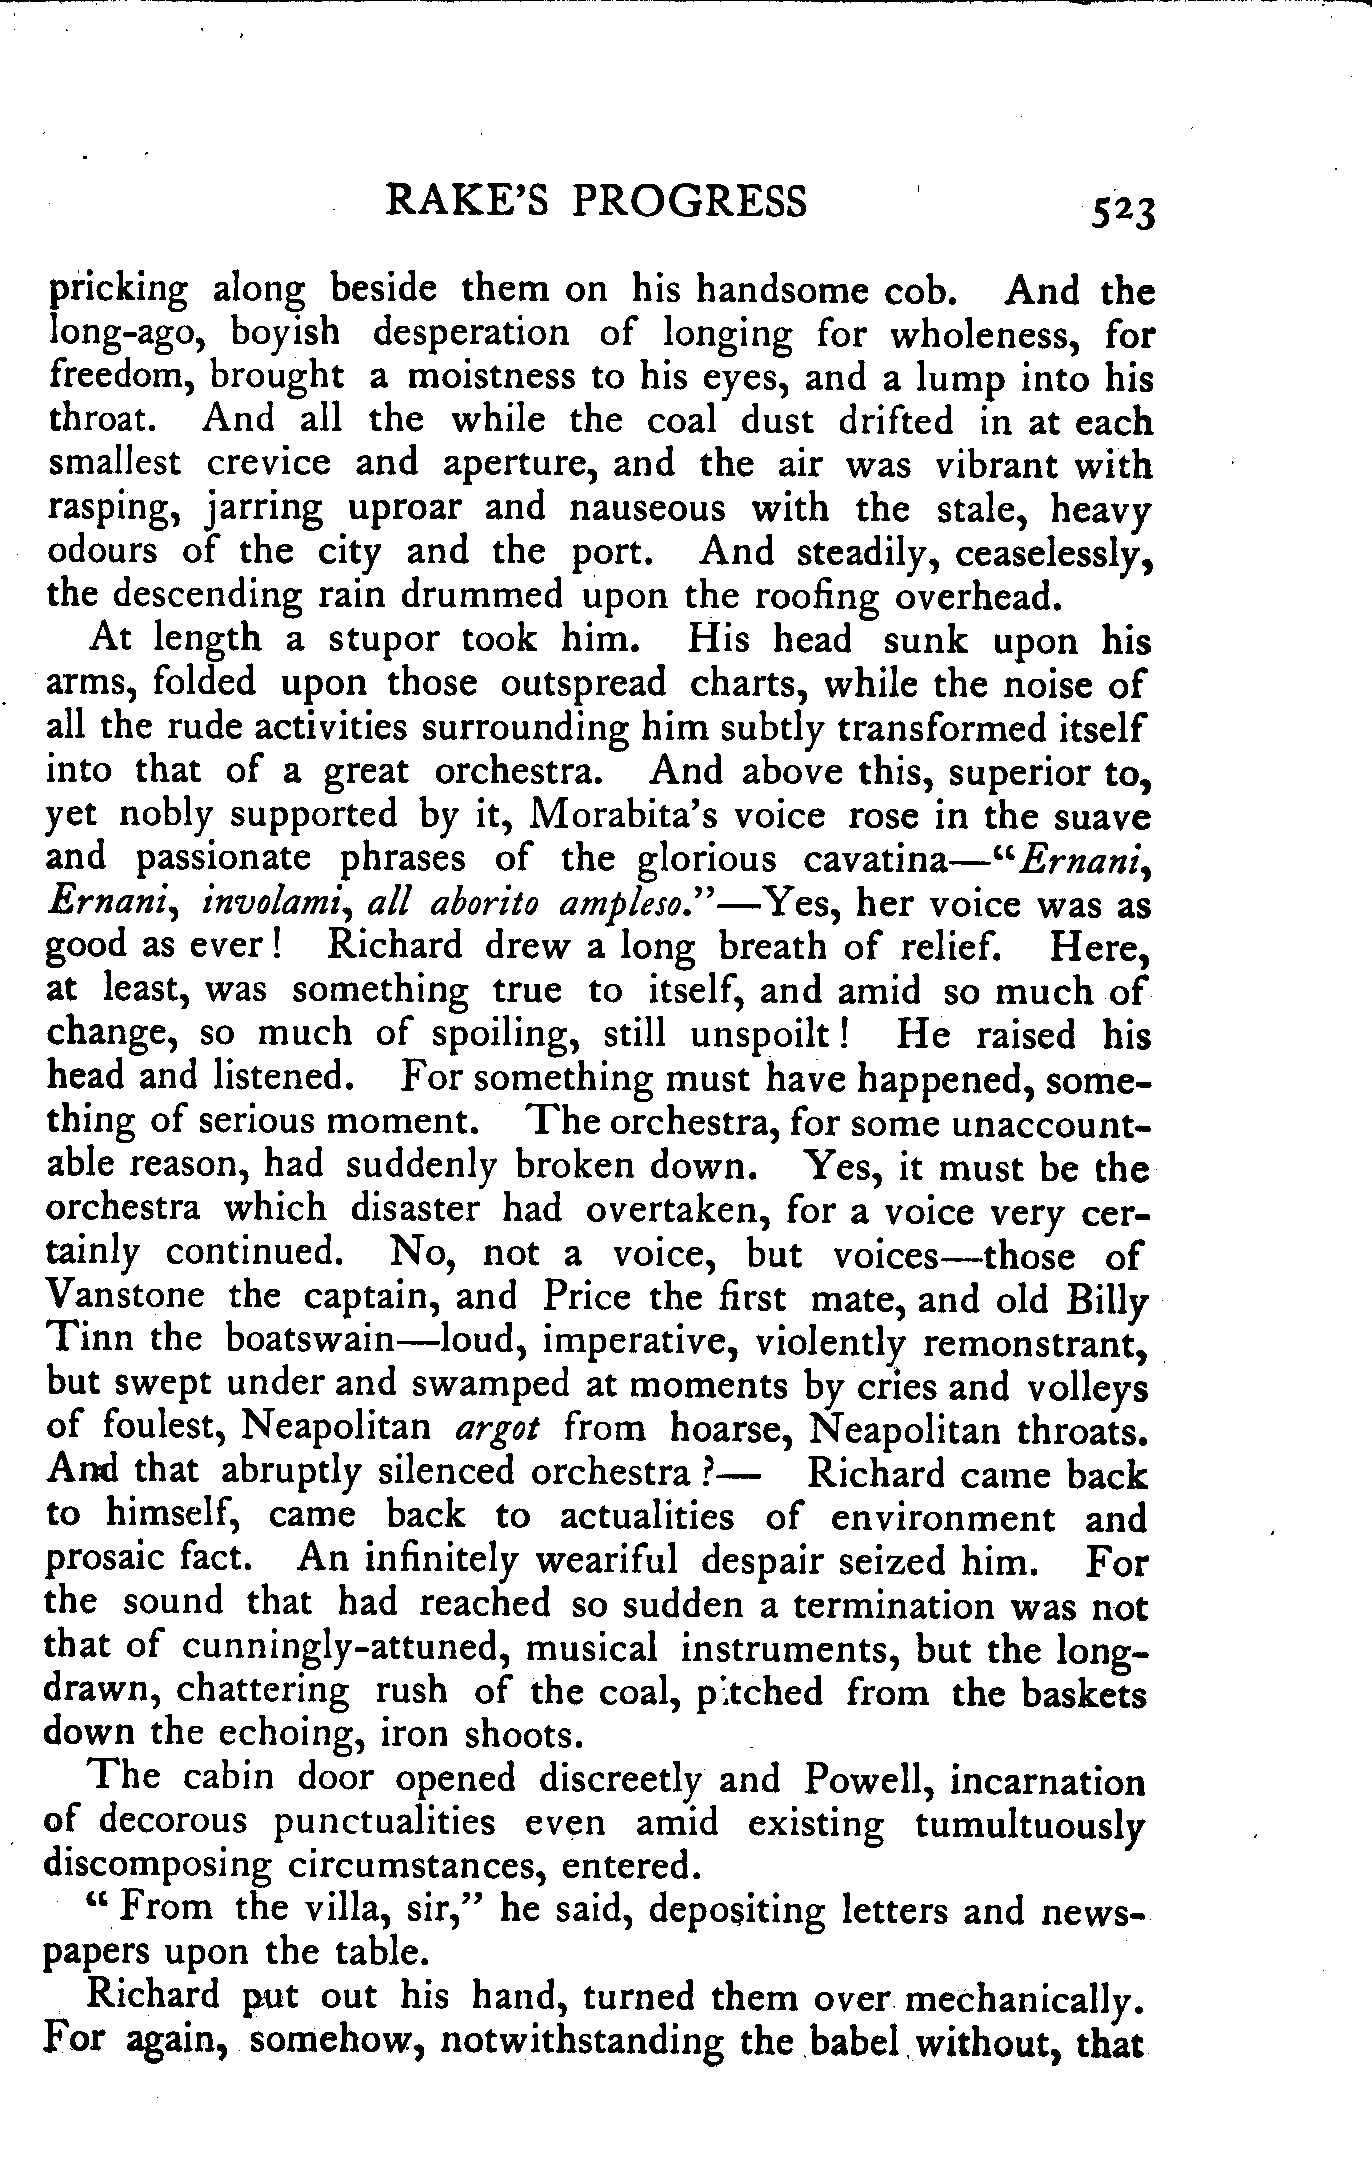 RAKE'S PROGRESS 523
pricking along beside them on his handsome cob. And the
long-ago, boyish desperation of longing for wholeness, for
freedom, brought a moistness to his eyes, and a lump into his
throat. And all the while the coal dust drifted in at each
smallest crevice and aperture, and the air was vibrant with
rasping, jarring uproar and nauseous with the stale, heavy
odours of the city and the port. And steadily, ceaselessly,
the descending rain drummed upon the roofing overhead.
At length a stupor took him. His head sunk upon his
arms, folded upon those outspread charts, while the noise of
all the rude activities surrounding him subtly transformed itself
into that of a great orchestra. And above this, superior to,
yet nobly supported by it, Morabita's voice rose in the suave
and passionate phrases of the glorious cavatina—"Ernani,
Ernani, involami, all aborito ampleso."—Yes, her voice was as
good as ever! Richard drew a long breath of relief. Here,
at least, was something true to itself, and amid so much of
change, so much of spoiling, still unspoilt! He raised his
head and listened. For something must have happened, some-
thing of serious moment. The orchestra, for some unaccount-
able reason, had suddenly broken down. Yes, it must be the
orchestra which disaster had overtaken, for a voice very cer-
tainly continued. No, not a voice, but voices—those of
Vanstone the captain, and Price the first mate, and old Billy
Tinn the boatswain—loud, imperative, violently remonstrant,
but swept under and swamped at moments by cries and volleys
of foulest, Neapolitan argot from hoarse, Neapolitan throats.
And that abruptly silenced orchestra?— Richard came back
to himself, came back to actualities of environment and
prosaic fact. An infinitely weariful despair seized him. For
the sound that had reached so sudden a termination was not
that of cunningly-attuned, musical instruments, but the long-
drawn, chattering rush of the coal, pitched from the baskets
down the echoing, iron shoots.
The cabin door opened discreetly and Powell, incarnation
of decorous punctualities even amid existing tumultuously
discomposing circumstances, entered.
"From the villa, sir," he said, depositing letters and news-
papers upon the table.
Richard put out his hand, turned them over mechanically.
For again, somehow, notwithstanding the babel without, that